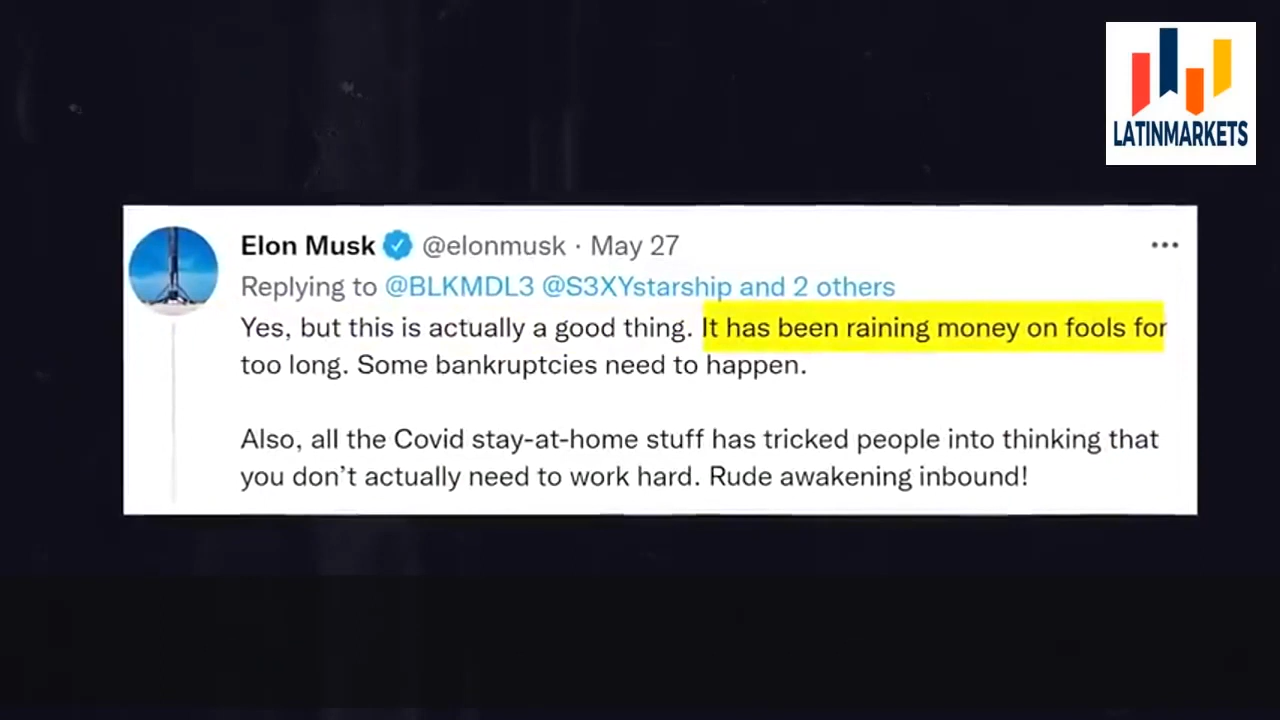 LATINMARKETS
Elon Musk @elonmusk · May 27
Replying to @BLKMDL3 @S3XYstarship and 2 others
Yes, but this is actually a good thing. It has been raining money on fools for
too long. Some bankruptcies need to happen.
Also, all the Covid stay-at-home stuff has tricked people into thinking that
you don’t actually need to work hard. Rude awakening inbound!